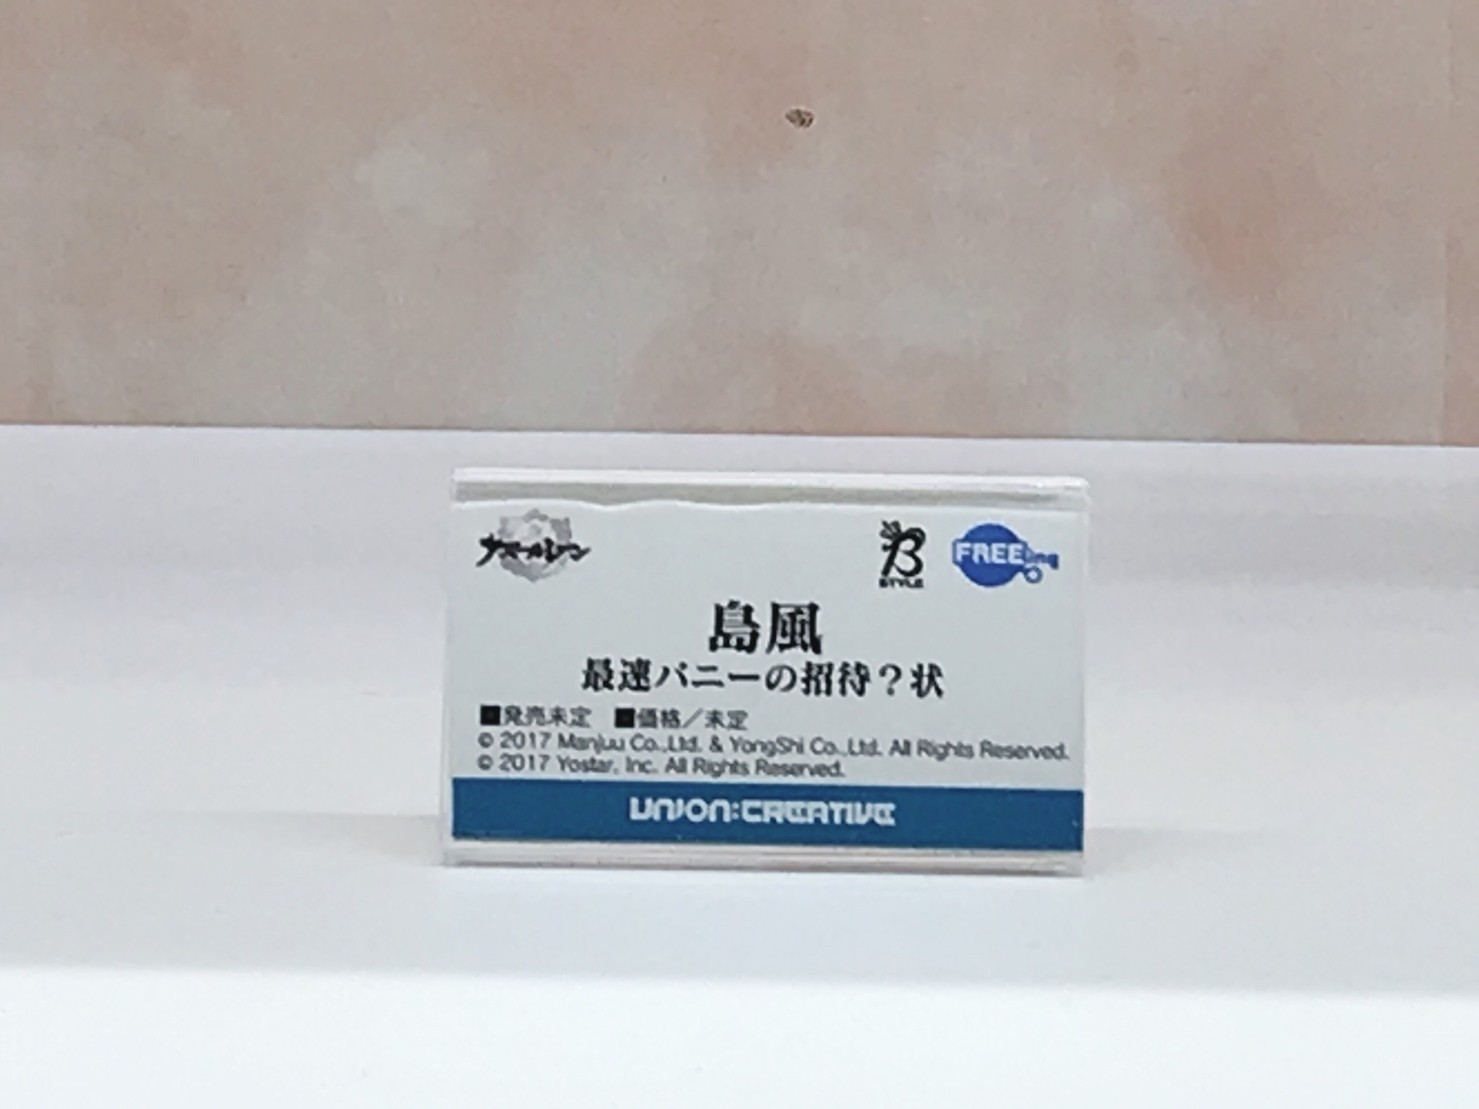 アズールレーン
B
STYLE
FREEing
島風
最速バニーの招待？状
■発売未定 ■価格／未定
© 2017 Manjuu Co.,Ltd. & YongShi Co.,Ltd. All Rights Reserved.
© 2017 Yostar, Inc. All Rights Reserved.
UNION:CREATIVE